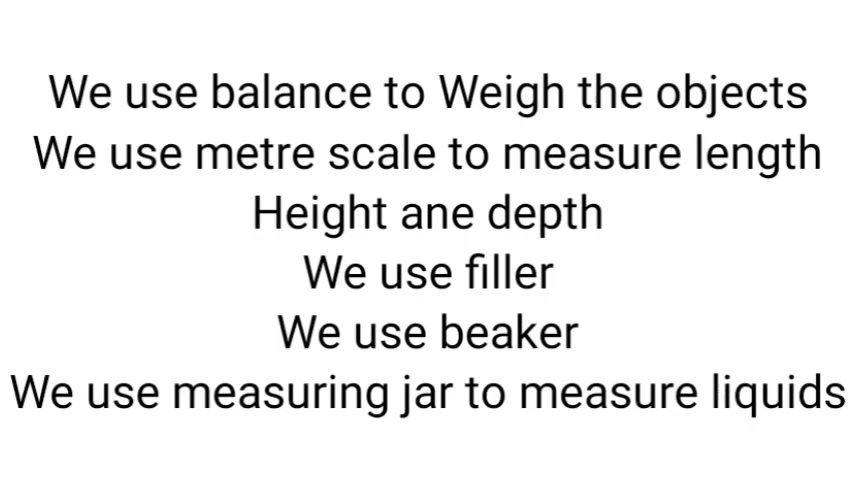 We use balance to Weigh the objects
We use metre scale to measure length
Height ane depth
We use filler
We use beaker
We use measuring jar to measure liquids